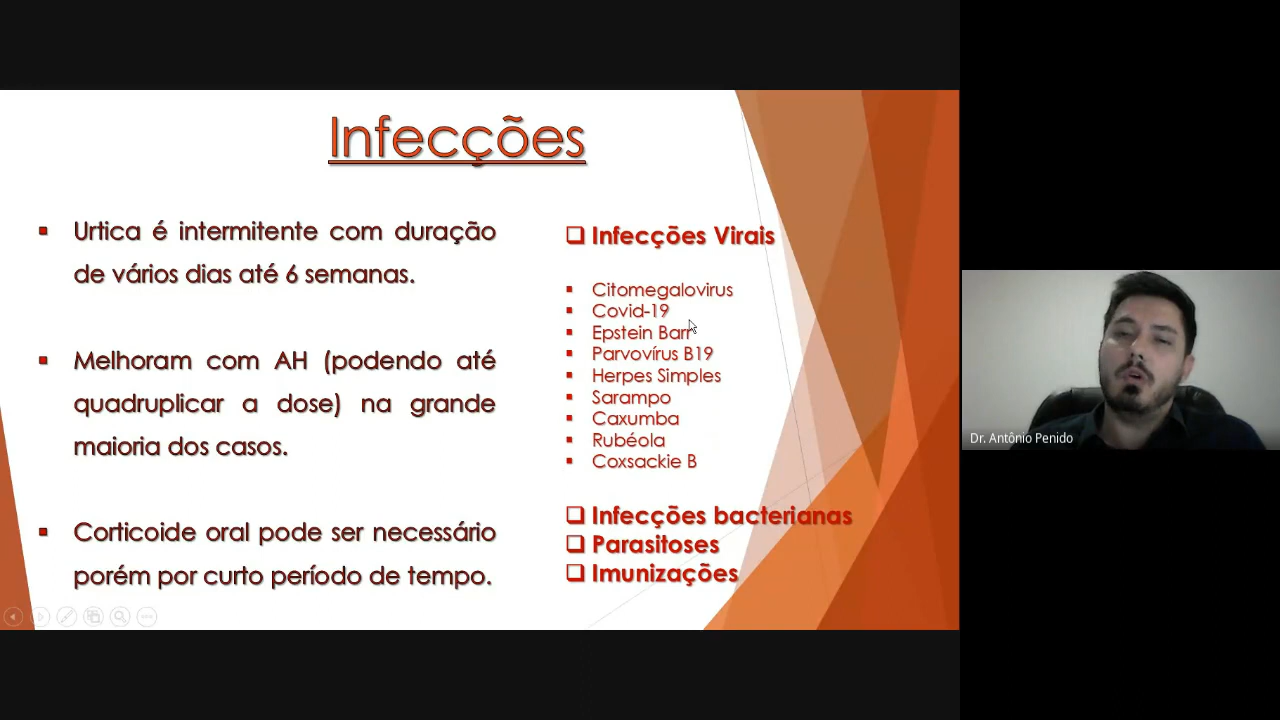 Infecções
Urtica é intermitente com duração
de vários dias até 6 semanas.
Melhoram com AH (podendo até
quadruplicar a dose) na grande
maioria dos casos.
Corticoide oral pode ser necessário
porém por curto período de tempo.
Infecções Virais
Citomegalovirus
Covid-19
Epstein Barr
Parvovírus B19
Herpes Simples
Sarampo
Caxumba
Rubéola
Coxsackie B
Infecções bacterianas
Parasitoses
Imunizações
Dr. Antônio Penido